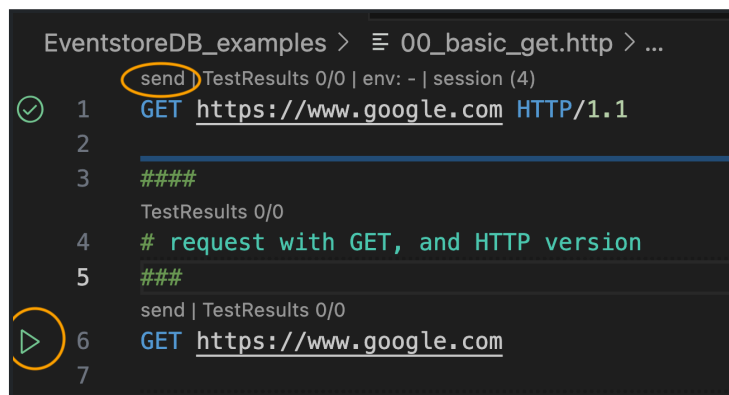 EventstoreDB_examples > 00_basic_get.http > ...
send | TestResults 0/0 | env: - | session (4)
1 GET https://www.google.com HTTP/1.1
2
3 ####
TestResults 0/0
4 # request with GET, and HTTP version
5 ###
send | TestResults 0/0
6 GET https://www.google.com
7